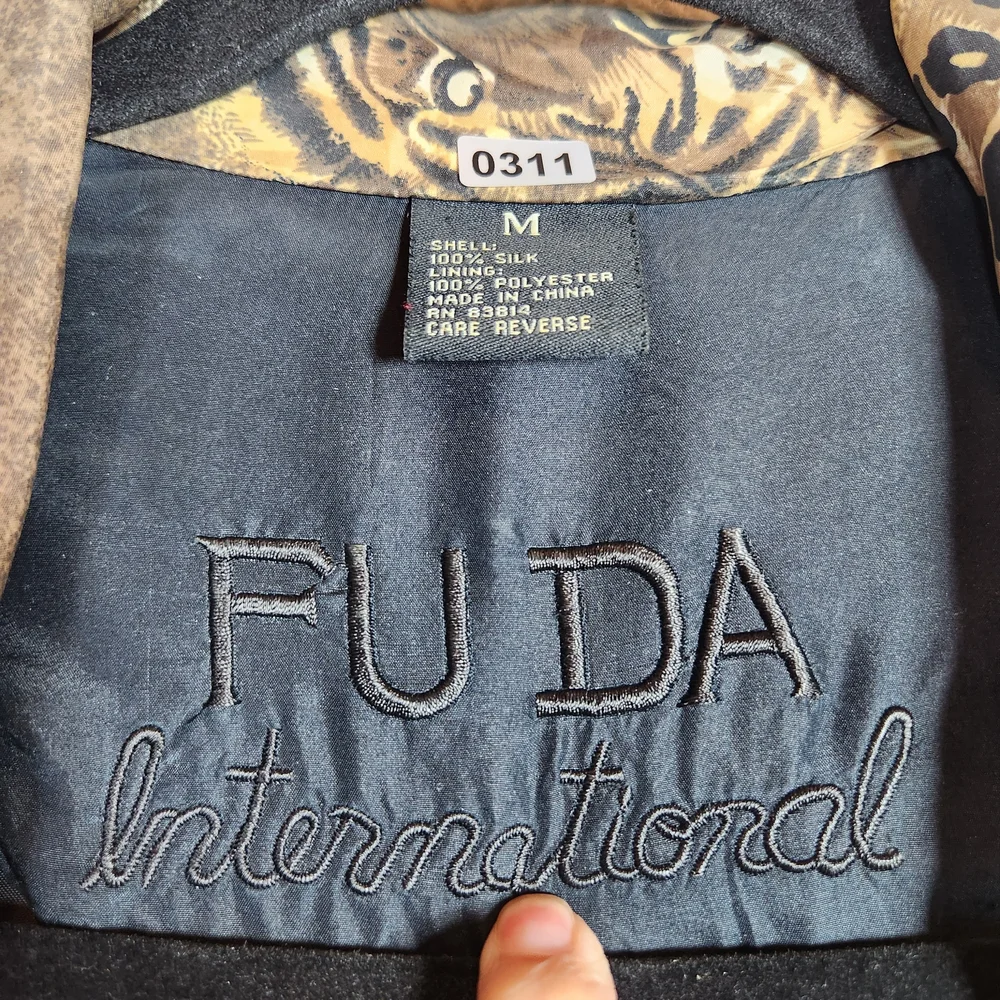 0311
M
SHELL:
100% SILK
LINING:
100% POLYESTER
MADE IN CHINA
RN 83814
CARE REVERSE
FU DA
International